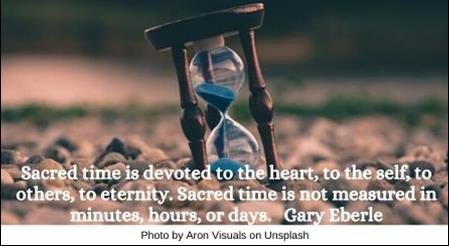 Sacred time is devoted to the heart, to the self, to
others, to eternity. Sacred time is not measured in
minutes, hours, or days.   Gary Eberle
Photo by Aron Visuals on Unsplash